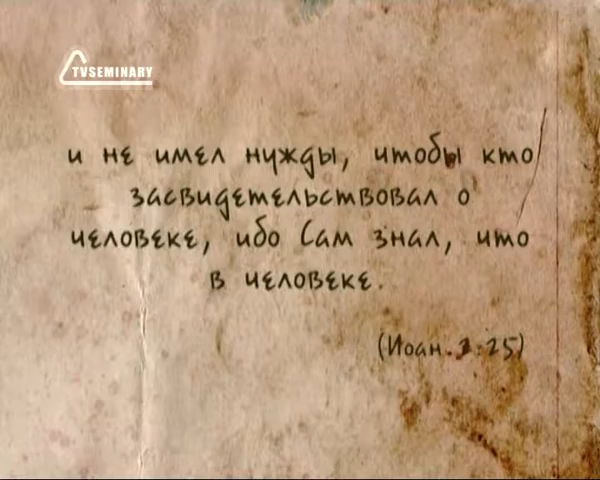 TVSEMINARY
и не имел нужды, чтобы кто
засвидетельствовал о
человеке, ибо Сам знал, что
в человеке.
(Иоан. 2:25)